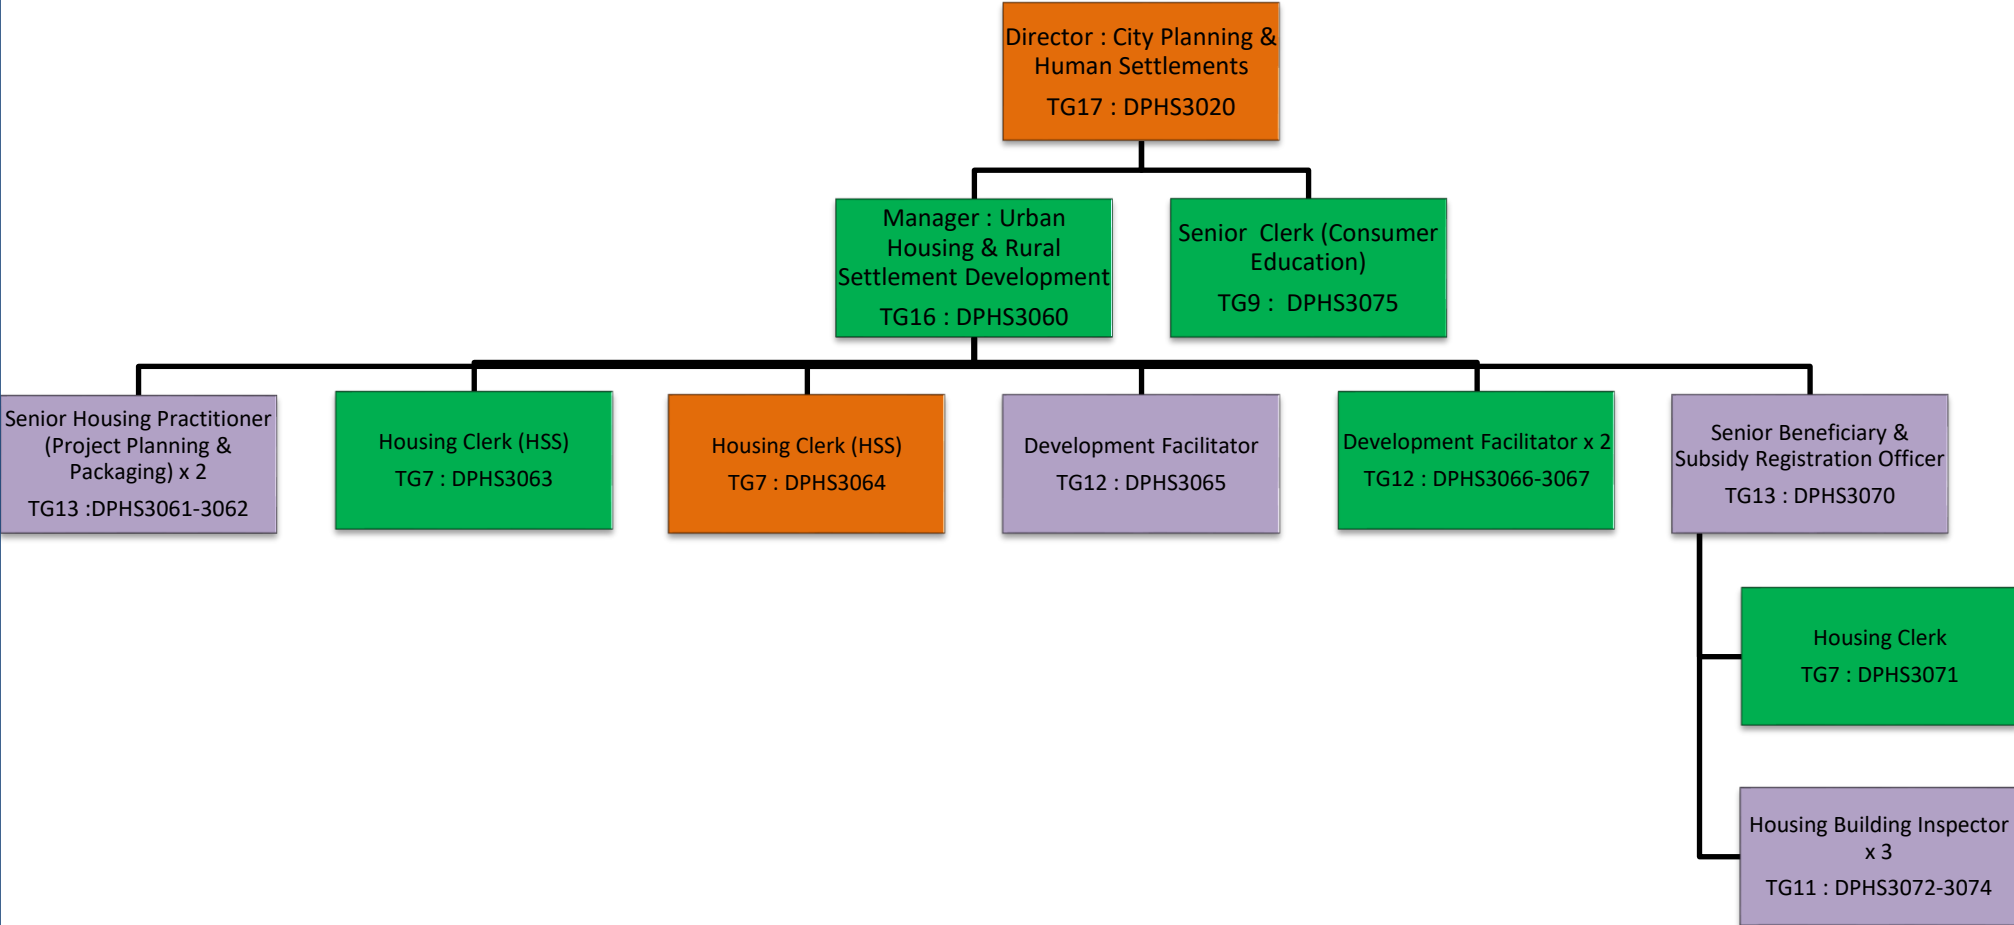 Director : City Planning &
Human Settlements
TG17 : DPHS3020
Manager : Urban
Housing & Rural
Settlement Development
TG16 : DPHS3060
Senior  Clerk (Consumer
Education)
TG9 :  DPHS3075
Senior Housing Practitioner
(Project Planning &
Packaging) x 2
TG13 :DPHS3061-3062
Housing Clerk (HSS)
TG7 : DPHS3063
Housing Clerk (HSS)
TG7 : DPHS3064
Development Facilitator
TG12 : DPHS3065
Development Facilitator x 2
TG12 : DPHS3066-3067
Senior Beneficiary &
Subsidy Registration Officer
TG13 : DPHS3070
Housing Clerk
TG7 : DPHS3071
Housing Building Inspector
x 3
TG11 : DPHS3072-3074